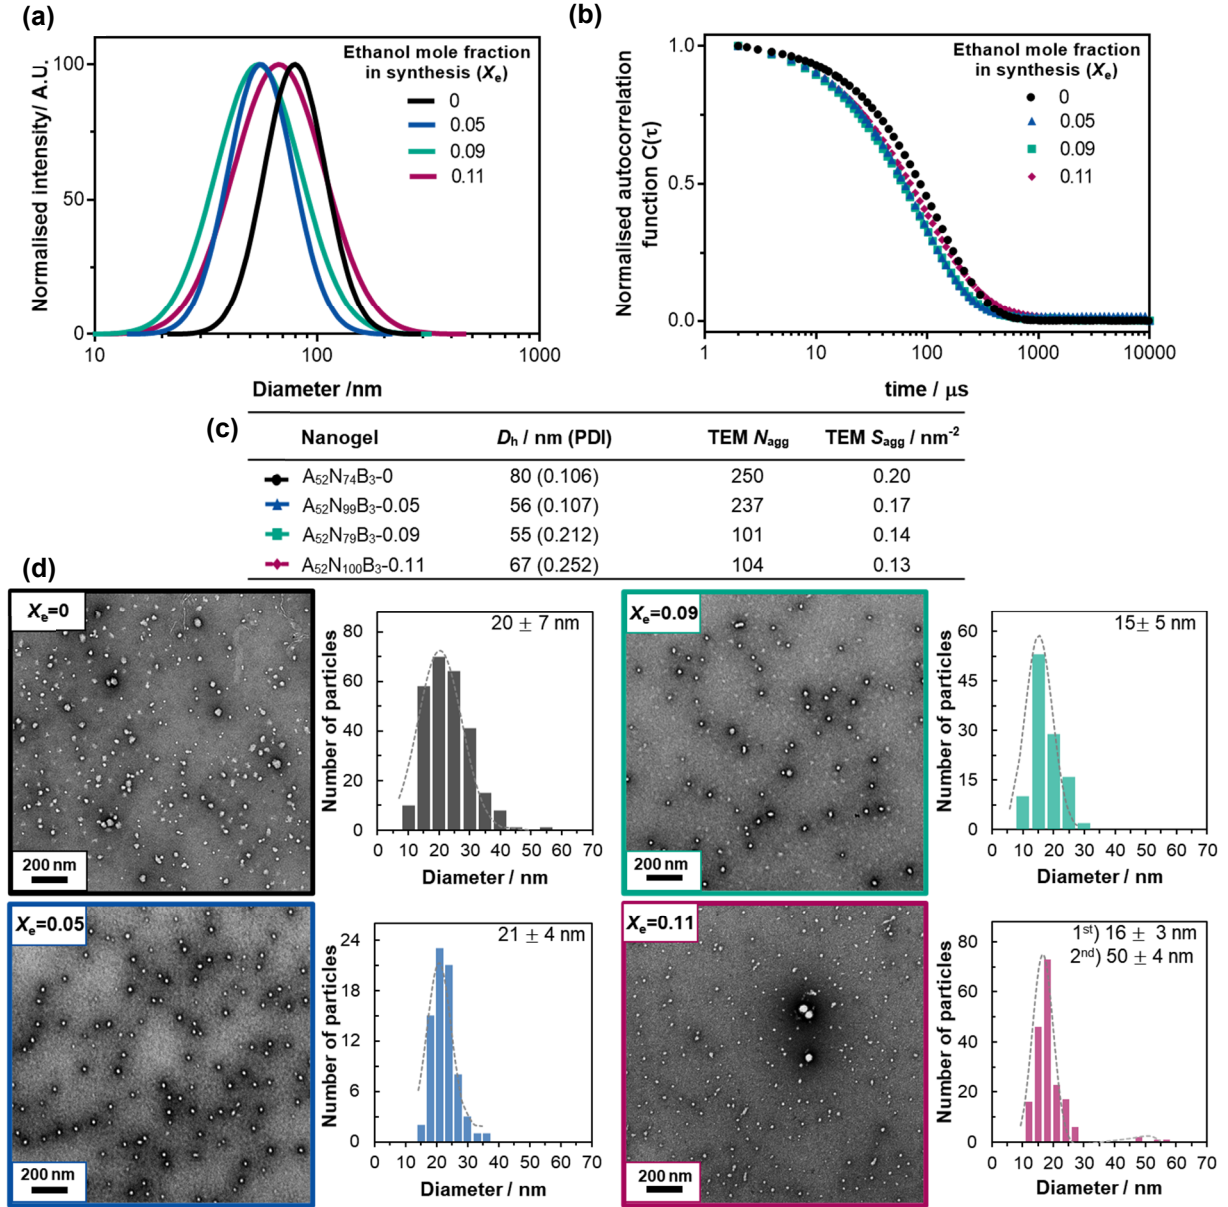 (a)
Normalised Intensity/ A.U.
100
50
0
10
100
1000
Diameter /nm
Ethanol mole fraction
in synthesis (Xe)
0
0.05
0.09
0.11
(b)
Normalised autocorrelation
function C(τ)
1.0
0.5
0.0
1
10
100
1000
10000
time / μs
Ethanol mole fraction
in synthesis (Xe)
0
0.05
0.09
0.11
(c)
Nanogel Dh / nm (PDI) TEM Nagg TEM Sagg / nm-2
A52N74B3-0 80 (0.106) 250 0.20
A52N99B3-0.05 56 (0.107) 237 0.17
A52N79B3-0.09 55 (0.212) 101 0.14
A52N100B3-0.11 67 (0.252) 104 0.13
(d)
Xe=0
200 nm
20 ± 7 nm
Number of particles
80
60
40
20
0
0 10 20 30 40 50 60 70
Diameter / nm
Xe=0.09
200 nm
15± 5 nm
Number of particles
60
45
30
15
0
0 10 20 30 40 50 60 70
Diameter / nm
Xe=0.05
200 nm
21 ± 4 nm
Number of particles
24
18
12
6
0
0 10 20 30 40 50 60 70
Diameter / nm
Xe=0.11
200 nm
1st) 16 ± 3 nm
2nd) 50 ± 4 nm
Number of particles
80
60
40
20
0
0 10 20 30 40 50 60 70
Diameter / nm